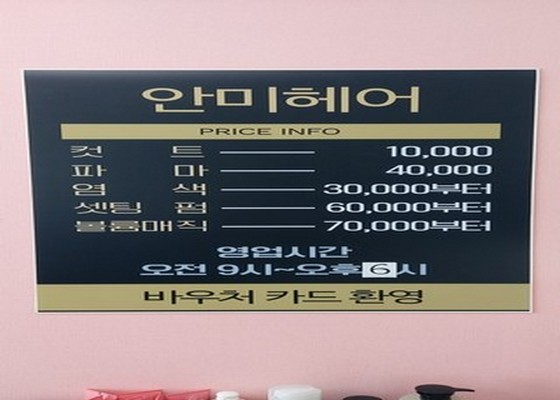 안미헤어
PRICE INFO
컷 트 10,000
파 마 40,000
염 색 30,000부터
셋팅 펌 60,000부터
볼륨매직 70,000부터
영업시간
오전 9시~오후6시
바우처 카드 환영